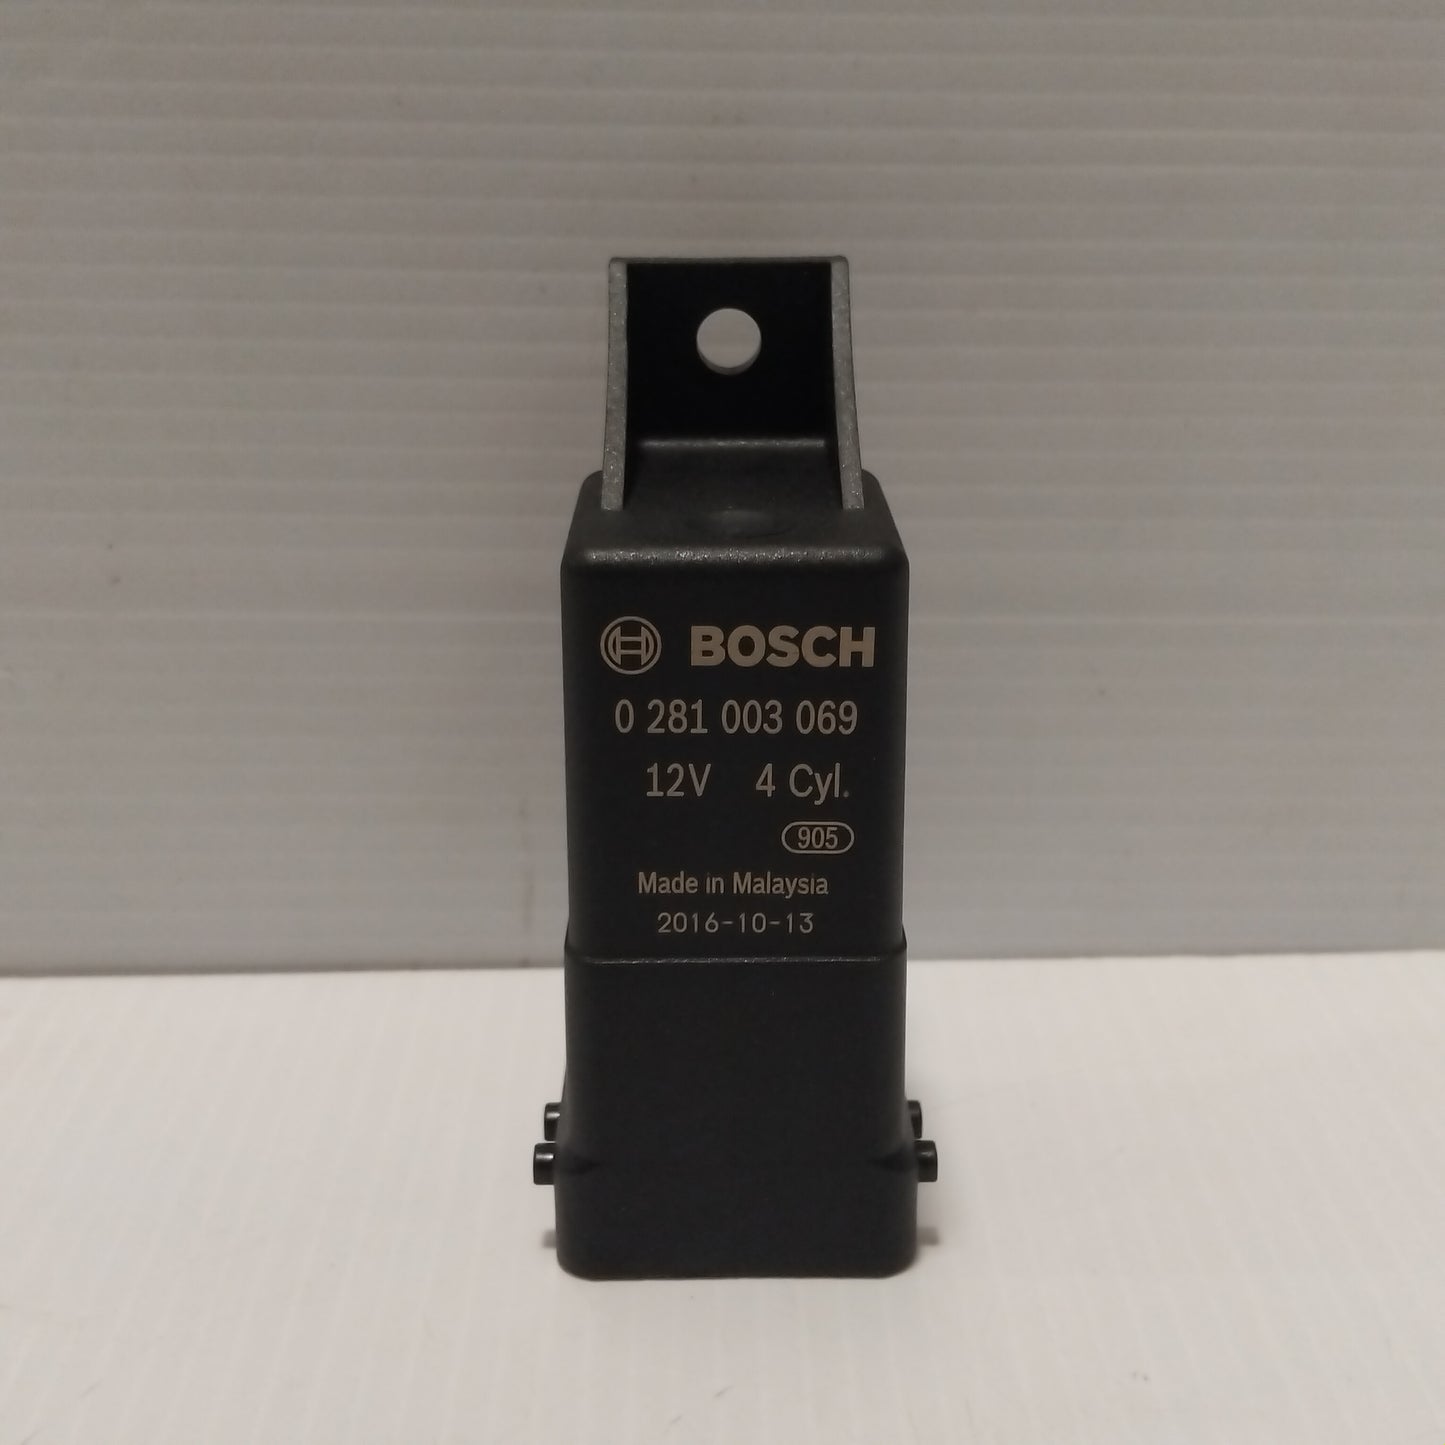 BOSCH
0 281 003 069
12V 4 Cyl.
905
Made in Malaysia
2016-10-13